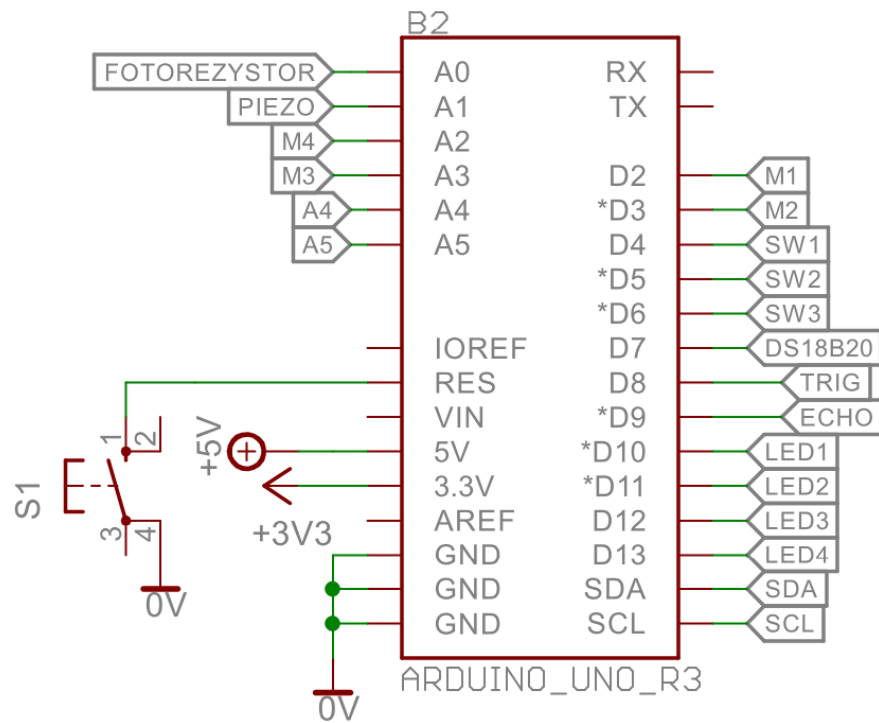 B2
FOTOREZYSTOR A0 RX
PIEZO A1 TX
M4 A2
M3 A3 D2 M1
A4 A4 *D3 M2
A5 A5 D4 SW1
*D5 SW2
*D6 SW3
IOREF D7 DS18B20
RES D8 TRIG
VIN *D9 ECHO
1 2
+5V 5V *D10 LED1
S1
3.3V *D11 LED2
3 4
+3V3 AREF D12 LED3
GND D13 LED4
GND SDA SDA
0V
GND SCL SCL
ARDUINO_UNO_R3
0V